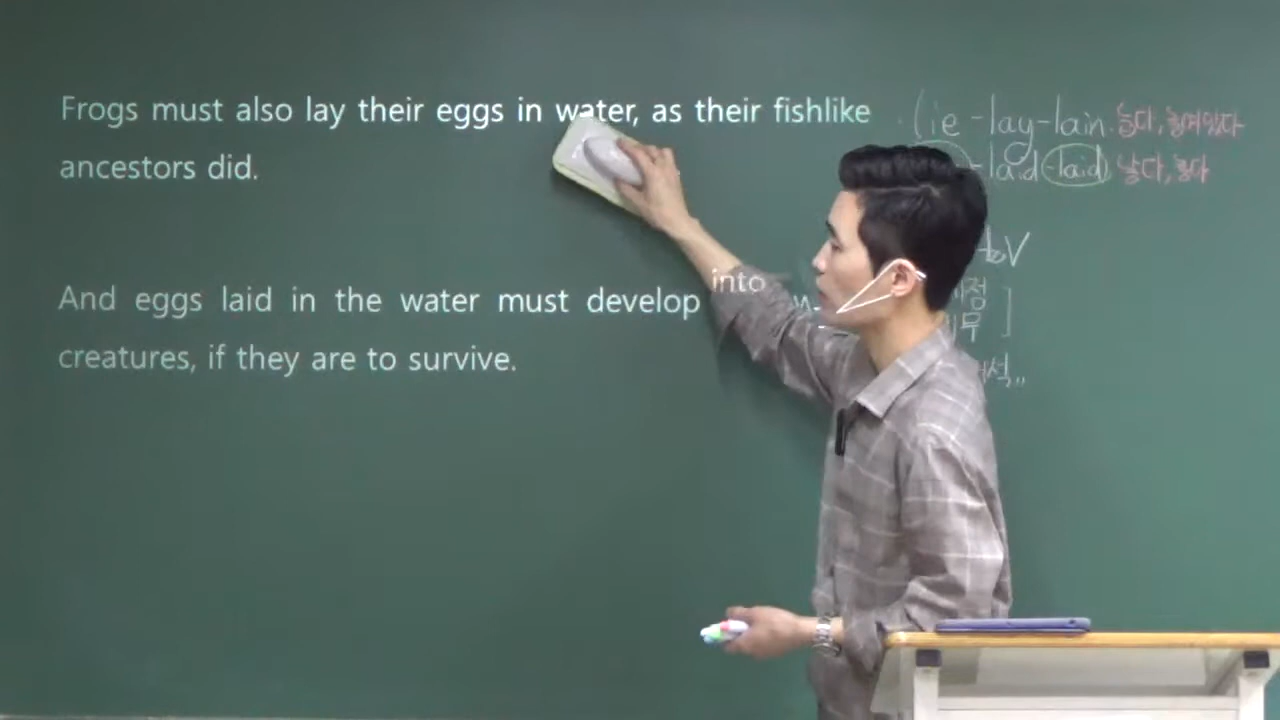 Frogs must also lay their eggs in water, as their fishlike
ancestors did.
lie-lay-lain. 눕다, 놓여있다
-laid-laid 낳다, 놓다
And eggs laid in the water must develop into
creatures, if they are to survive.